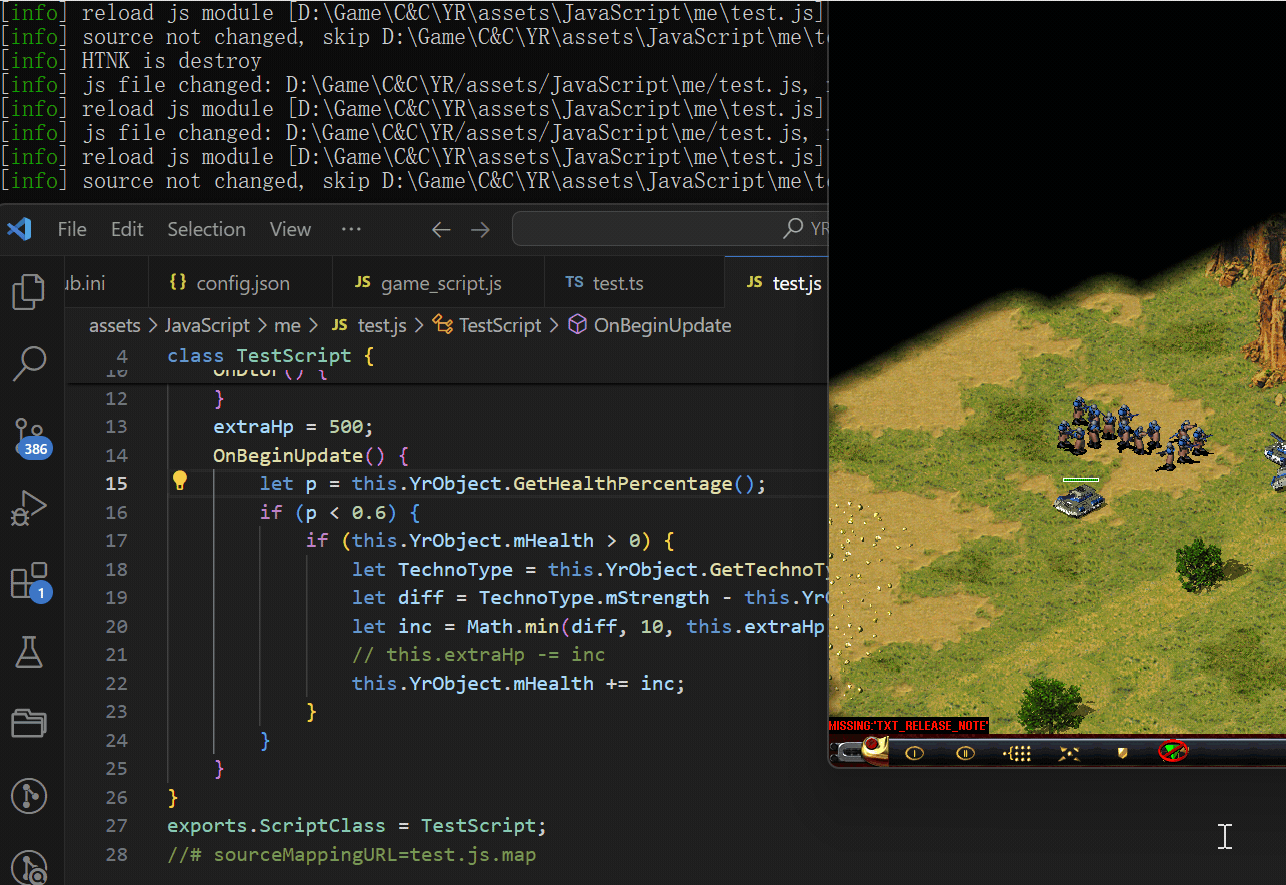 [info] reload js module [D:\Game\C&C\YR\assets\JavaScript\me\test.js]
[info] source not changed, skip D:\Game\C&C\YR\assets\JavaScript\me\te
[info] HTNK is destroy
[info] js file changed: D:\Game\C&C\YR/assets/JavaScript/me/test.js,
[info] reload js module [D:\Game\C&C\YR\assets\JavaScript\me\test.js]
[info] js file changed: D:\Game\C&C\YR/assets/JavaScript/me/test.js,
[info] reload js module [D:\Game\C&C\YR\assets\JavaScript\me\test.js]
[info] source not changed, skip D:\Game\C&C\YR\assets\JavaScript\me\te
File Edit Selection View ··· YR
ub.ini {} config.json JS game_script.js TS test.ts JS test.js
assets > JavaScript > me > JS test.js > TestScript > OnBeginUpdate
4 class TestScript {
10 OnDtor() {
12 }
13 extraHp = 500;
14 OnBeginUpdate() {
15 let p = this.YrObject.GetHealthPercentage();
16 if (p < 0.6) {
17 if (this.YrObject.mHealth > 0) {
18 let TechnoType = this.YrObject.GetTechnoTy
19 let diff = TechnoType.mStrength - this.YrO
20 let inc = Math.min(diff, 10, this.extraHp
21 // this.extraHp -= inc
22 this.YrObject.mHealth += inc;
23 }
24 }
25 }
26 }
27 exports.ScriptClass = TestScript;
28 //# sourceMappingURL=test.js.map
386
1
MISSING:'TXT_RELEASE_NOTE'